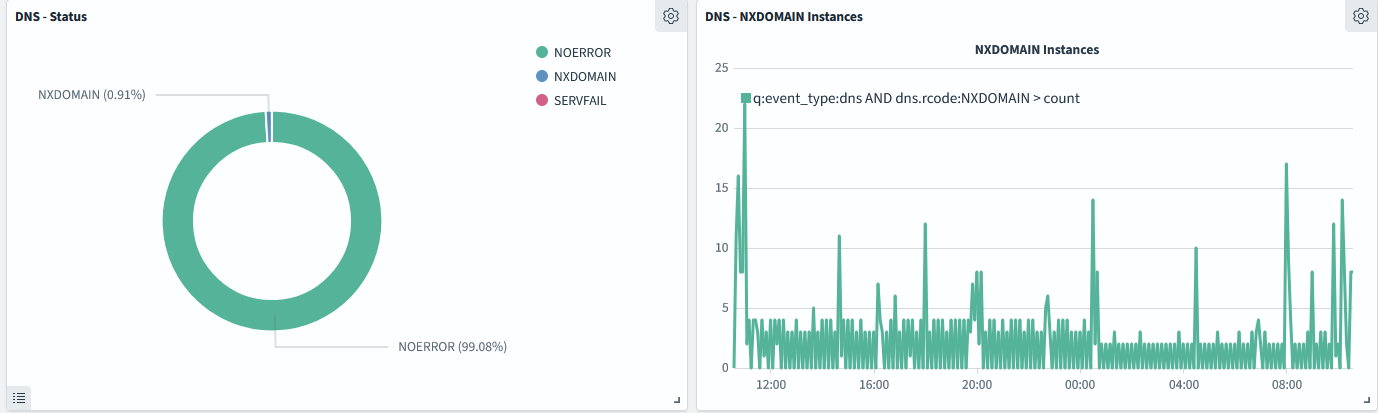 DNS - Status
NOERROR
NXDOMAIN
SERVFAIL
NXDOMAIN (0.91%)
NOERROR (99.08%)
DNS - NXDOMAIN Instances
NXDOMAIN Instances
25
q:event_type:dns AND dns.rcode:NXDOMAIN > count
20
15
10
5
0
12:00 16:00 20:00 00:00 04:00 08:00